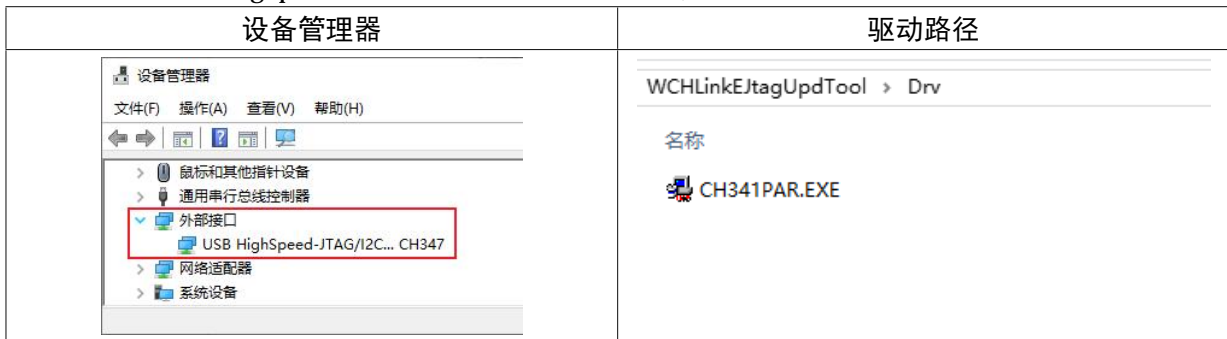 设备管理器
驱动路径
设备管理器
文件(F) 操作(A) 查看(V) 帮助(H)
鼠标和其他指针设备
通用串行总线控制器
外部接口
USB HighSpeed-JTAG/I2C... CH347
网络适配器
系统设备
WCHLinkEJtagUpdTool › Drv
名称
CH341PAR.EXE